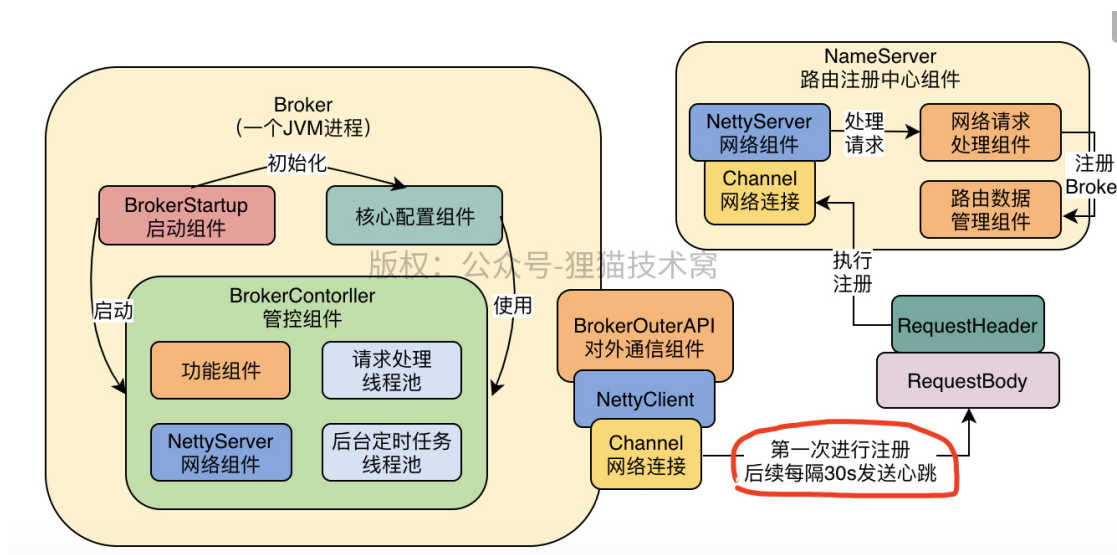 Broker
（一个JVM进程）
初始化
BrokerStartup
启动组件
核心配置组件
启动
使用
BrokerContorller
管控组件
功能组件
请求处理
线程池
NettyServer
网络组件
后台定时任务
线程池
BrokerOuterAPI
对外通信组件
NettyClient
Channel
网络连接
第一次进行注册
后续每隔30s发送心跳
RequestHeader
RequestBody
执行
注册
NameServer
路由注册中心组件
NettyServer
网络组件
Channel
网络连接
处理
请求
网络请求
处理组件
注册
Broke
路由数据
管理组件
版权：公众号-狸猫技术窝